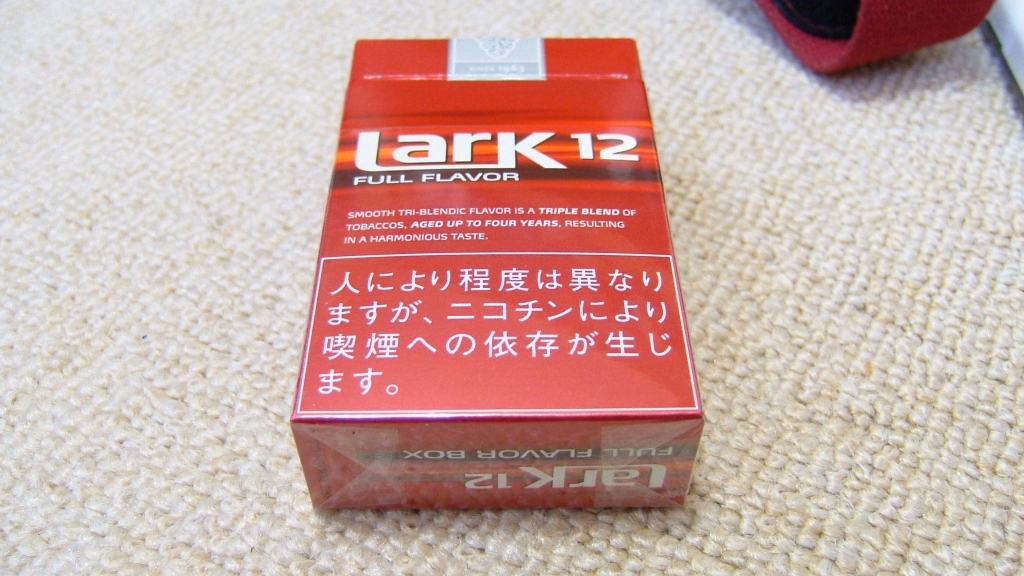 SINCE 1963
Lark 12
FULL FLAVOR
SMOOTH TRI-BLENDIC FLAVOR IS A TRIPLE BLEND OF
TOBACCOS, AGED UP TO FOUR YEARS, RESULTING
IN A HARMONIOUS TASTE.
人により程度は異なり
ますが、ニコチンにより
喫煙への依存が生じ
ます。
Lark 12
FULL FLAVOR BOX